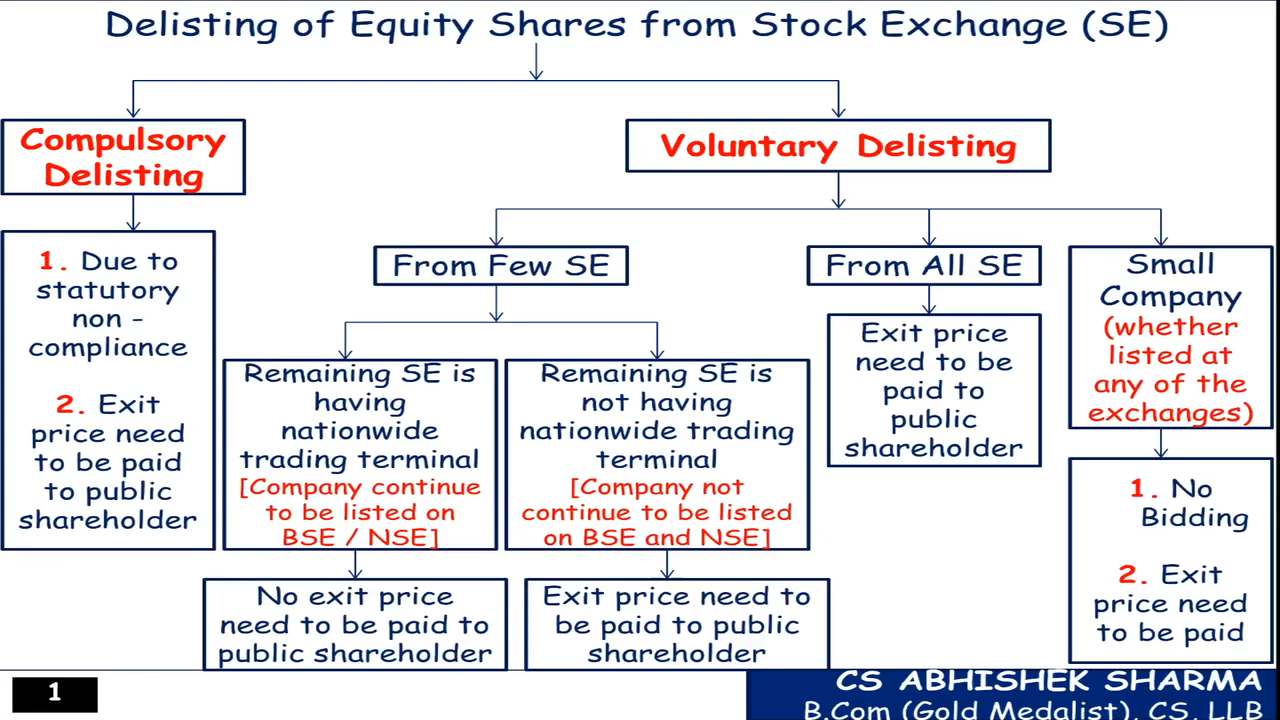 Delisting of Equity Shares from Stock Exchange (SE)
Compulsory
Delisting
Voluntary Delisting
1. Due to
statutory
non -
compliance
2. Exit
price need
to be paid
to public
shareholder
From Few SE
Remaining SE is
having
nationwide
trading terminal
[Company continue
to be listed on
BSE / NSE]
No exit price
need to be paid to
public shareholder
Remaining SE is
not having
nationwide trading
terminal
[Company not
continue to be listed
on BSE and NSE]
Exit price need to
be paid to public
shareholder
From All SE
Exit price
need to be
paid to
public
shareholder
Small
Company
(whether
listed at
any of the
exchanges)
1. No
Bidding
2. Exit
price need
to be paid
1
CS ABHISHEK SHARMA
B.Com (Gold Medalist), CS, LLB